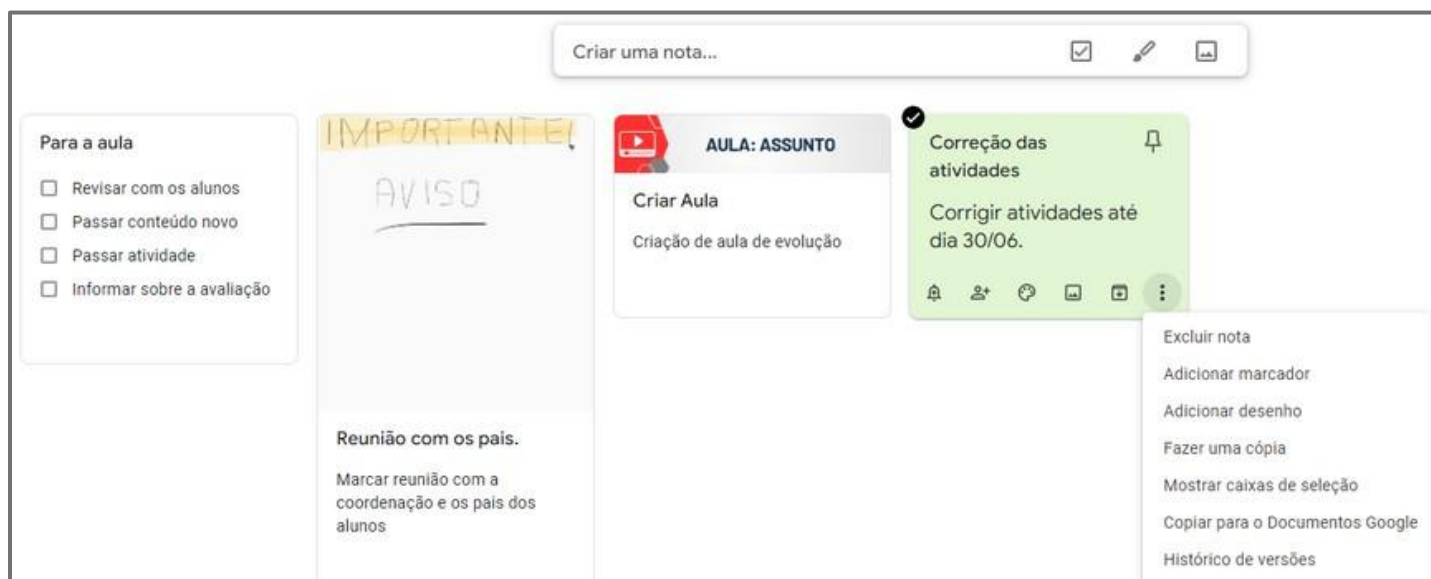 Criar uma nota...
Para a aula
Revisar com os alunos
Passar conteúdo novo
Passar atividade
Informar sobre a avaliação
IMPORTANTE!
AVISO
Reunião com os pais.
Marcar reunião com a
coordenação e os pais dos
alunos
AULA: ASSUNTO
Criar Aula
Criação de aula de evolução
Correção das
atividades
Corrigir atividades até
dia 30/06.
Excluir nota
Adicionar marcador
Adicionar desenho
Fazer uma cópia
Mostrar caixas de seleção
Copiar para o Documentos Google
Histórico de versões